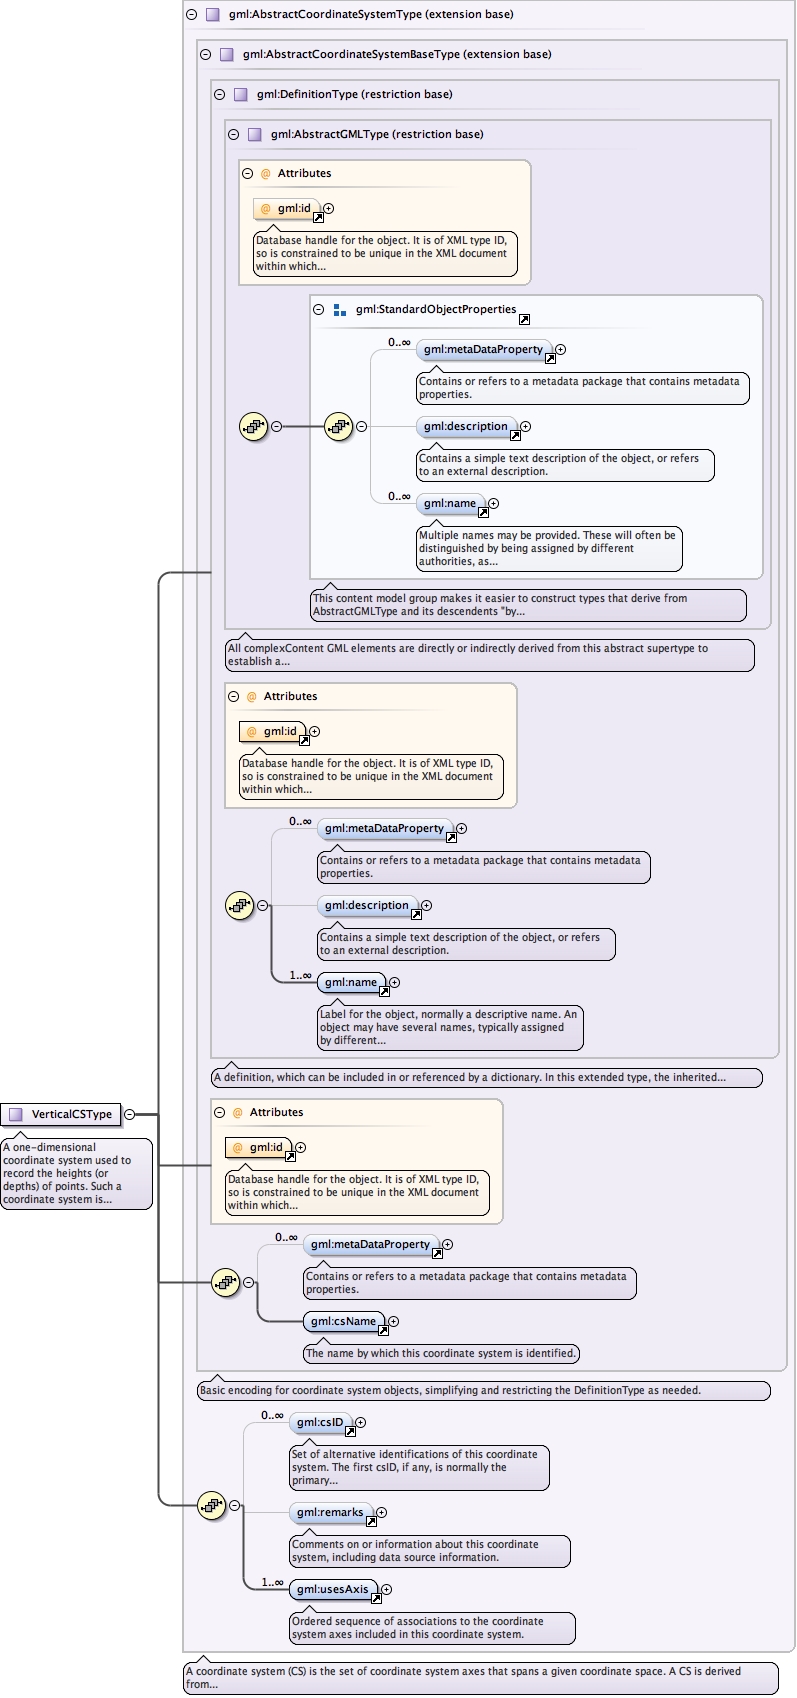 gml:AbstractCoordinateSystemType (extension base)
gml:AbstractCoordinateSystemBaseType (extension base)
gml:DefinitionType (restriction base)
gml:AbstractGMLType (restriction base)
@ Attributes
@ gml:id
Database handle for the object. It is of XML type ID,
so is constrained to be unique in the XML document
within which...
gml:StandardObjectProperties
0..∞
gml:metaDataProperty
Contains or refers to a metadata package that contains metadata
properties.
gml:description
Contains a simple text description of the object, or refers
to an external description.
0..∞
gml:name
Multiple names may be provided. These will often be
distinguished by being assigned by different
authorities, as...
This content model group makes it easier to construct types that derive from
AbstractGMLType and its descendents "by...
All complexContent GML elements are directly or indirectly derived from this abstract supertype to
establish a...
@ Attributes
@ gml:id
Database handle for the object. It is of XML type ID,
so is constrained to be unique in the XML document
within which...
0..∞
gml:metaDataProperty
Contains or refers to a metadata package that contains metadata
properties.
gml:description
Contains a simple text description of the object, or refers
to an external description.
1..∞
gml:name
Label for the object, normally a descriptive name. An
object may have several names, typically assigned
by different...
A definition, which can be included in or referenced by a dictionary. In this extended type, the inherited...
VerticalCSType
A one-dimensional
coordinate system used to
record the heights (or
depths) of points. Such a
coordinate system is...
@ Attributes
@ gml:id
Database handle for the object. It is of XML type ID,
so is constrained to be unique in the XML document
within which...
0..∞
gml:metaDataProperty
Contains or refers to a metadata package that contains metadata
properties.
gml:csName
The name by which this coordinate system is identified.
Basic encoding for coordinate system objects, simplifying and restricting the DefinitionType as needed.
0..∞
gml:csID
Set of alternative identifications of this coordinate
system. The first csID, if any, is normally the
primary...
gml:remarks
Comments on or information about this coordinate
system, including data source information.
1..∞
gml:usesAxis
Ordered sequence of associations to the coordinate
system axes included in this coordinate system.
A coordinate system (CS) is the set of coordinate system axes that spans a given coordinate space. A CS is derived
from...